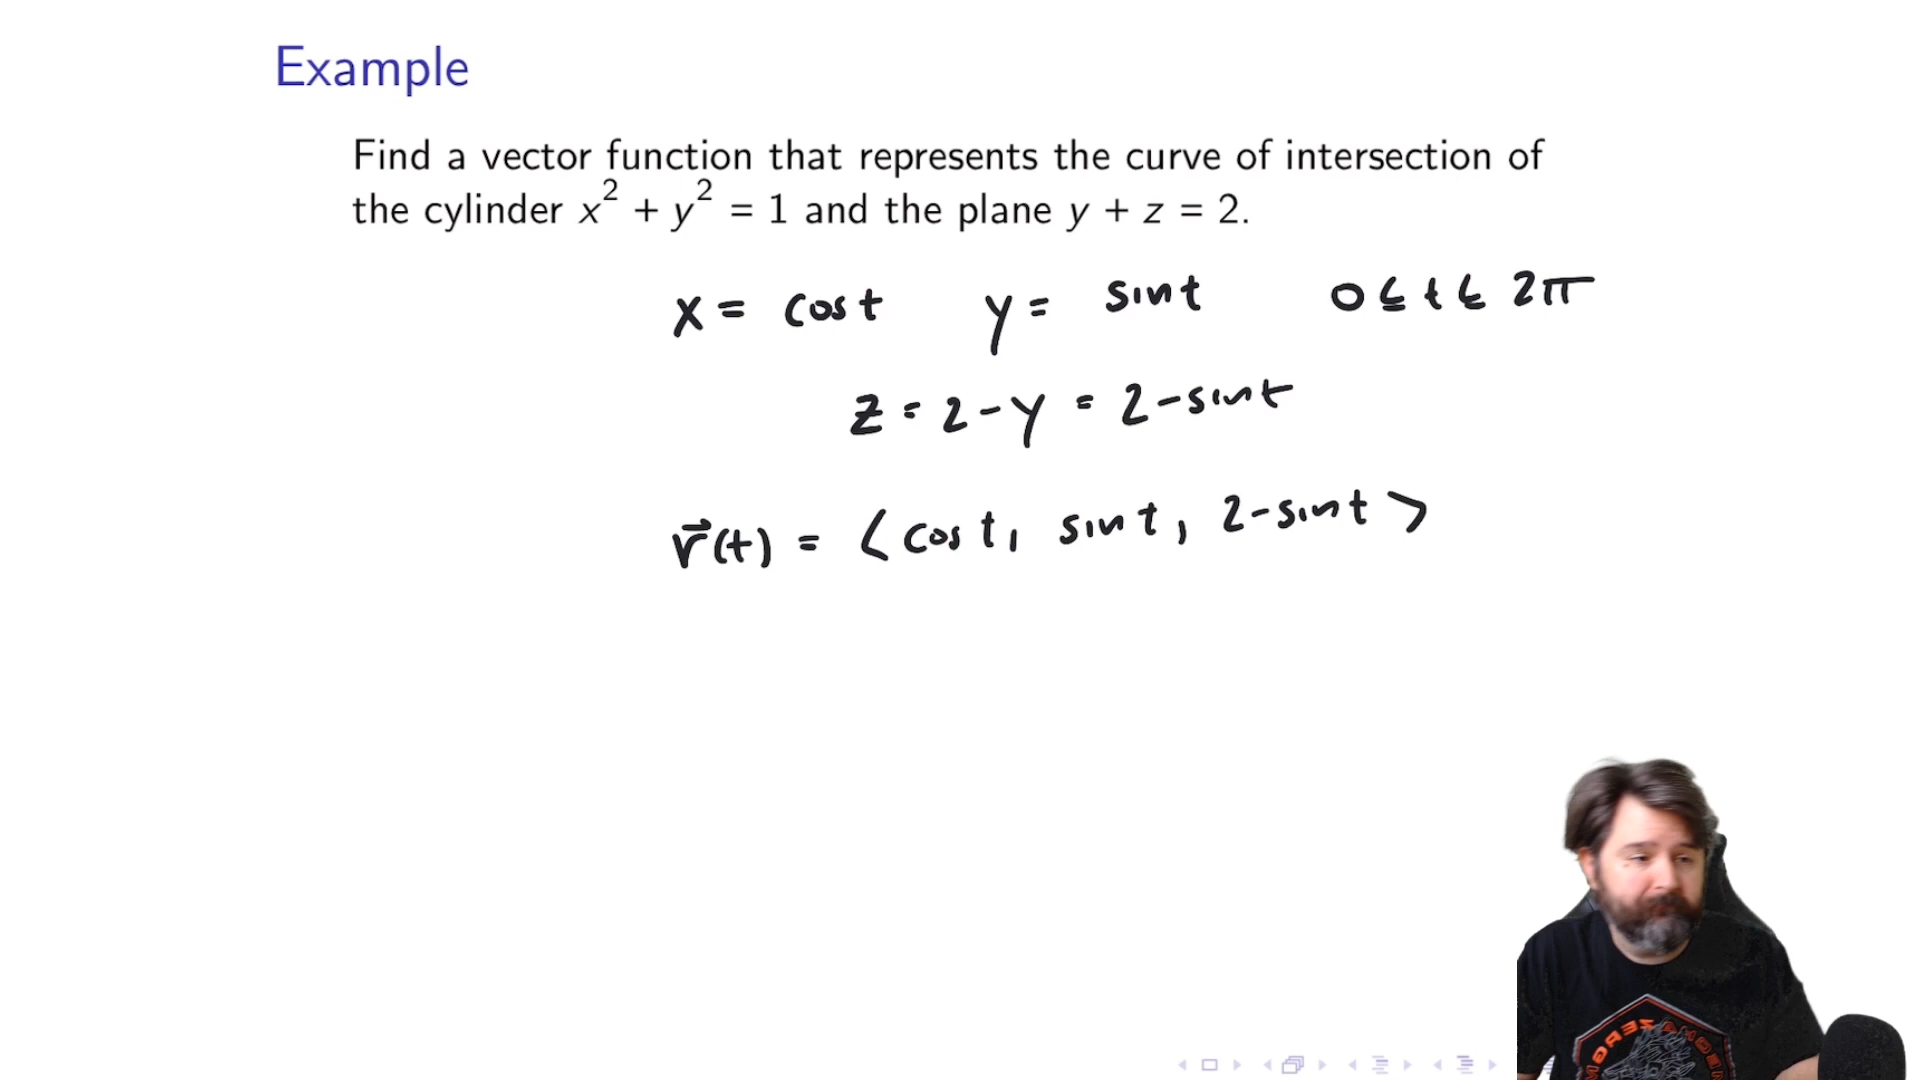 Example
Find a vector function that represents the curve of intersection of
the cylinder x² + y² = 1 and the plane y + z = 2.
x = cos t y = sin t 0 ≤ t ≤ 2π
z = 2 - y = 2 - sin t
r⃗(t) = ⟨cos t, sin t, 2 - sin t⟩